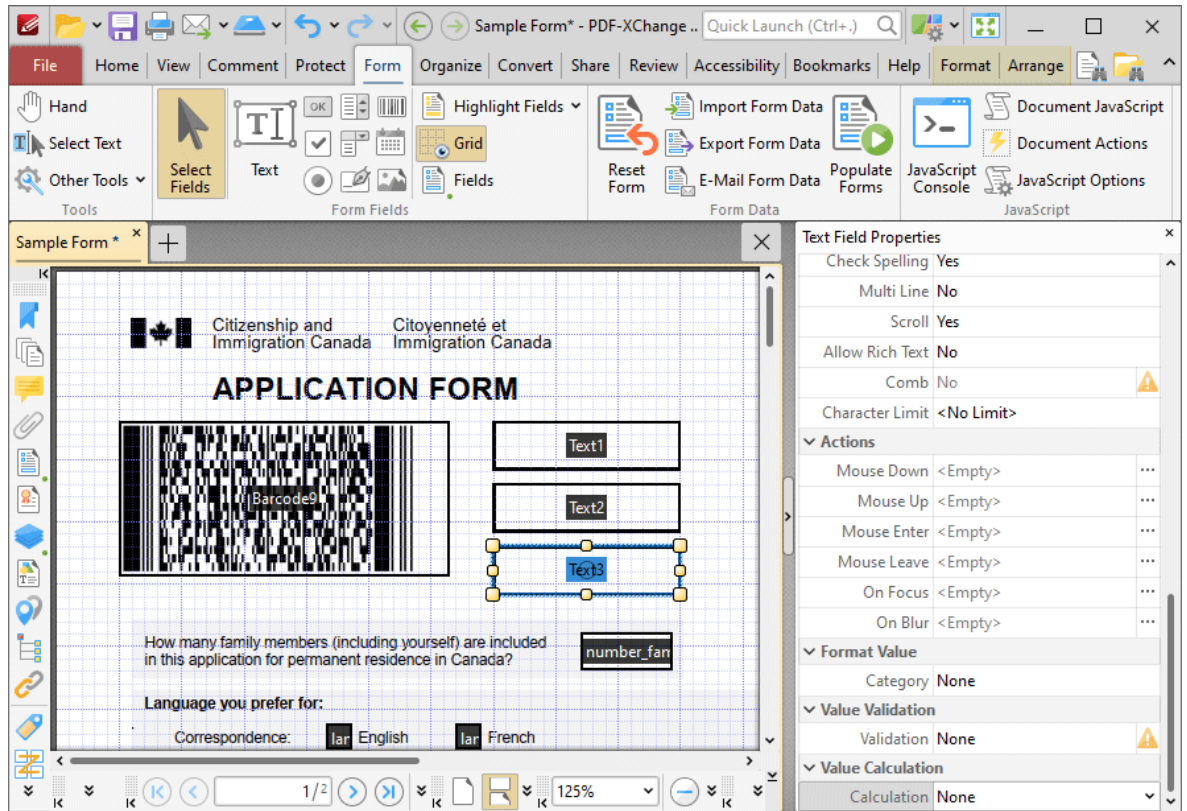 Sample Form* - PDF-XChange ..
Quick Launch (Ctrl+.)
File Home View Comment Protect Form Organize Convert Share Review Accessibility Bookmarks Help Format Arrange
Hand
Select Text
Other Tools
Tools
Select Fields
Text
OK
Highlight Fields
Grid
Fields
Form Fields
Reset Form
Import Form Data
Export Form Data
E-Mail Form Data
Populate Forms
Form Data
JavaScript Console
Document JavaScript
Document Actions
JavaScript Options
JavaScript
Sample Form *
Citizenship and
Immigration Canada
Citoyenneté et
Immigration Canada
APPLICATION FORM
Barcode9
Text1
Text2
Text3
How many family members (including yourself) are included
in this application for permanent residence in Canada?
number_fam
Language you prefer for:
Correspondence: lar English lar French
1/2
125%
Text Field Properties
Check Spelling Yes
Multi Line No
Scroll Yes
Allow Rich Text No
Comb No
Character Limit <No Limit>
Actions
Mouse Down <Empty> ...
Mouse Up <Empty> ...
Mouse Enter <Empty> ...
Mouse Leave <Empty> ...
On Focus <Empty> ...
On Blur <Empty> ...
Format Value
Category None
Value Validation
Validation None
Value Calculation
Calculation None